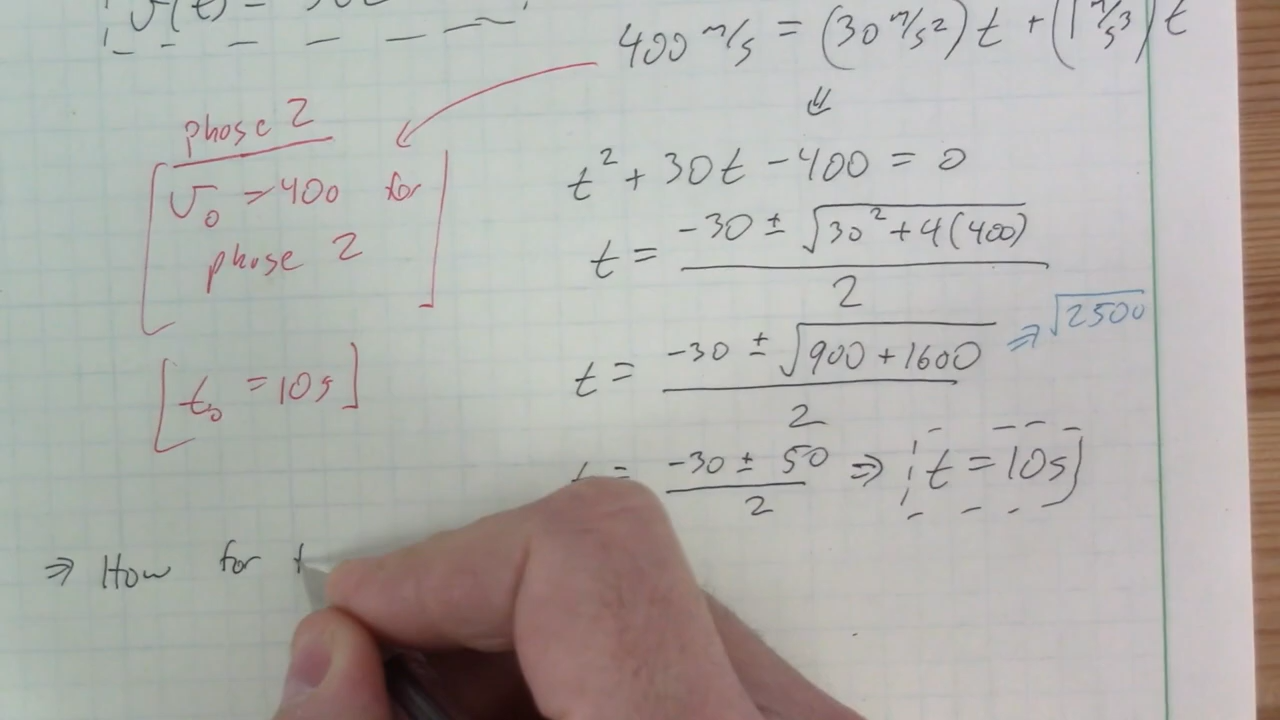 400 m/s = (30 m/s²) t + (1 m/s³) t
phase 2
v₀ = 400 for
phase 2
[t₀ = 10s]
⇓
t² + 30t - 400 = 0
t = (-30 ± √(30² + 4(400))) / 2
t = (-30 ± √(900 + 1600)) / 2 ⇒ √2500
t = (-30 ± 50) / 2 ⇒ t = 10s
⇒ How far